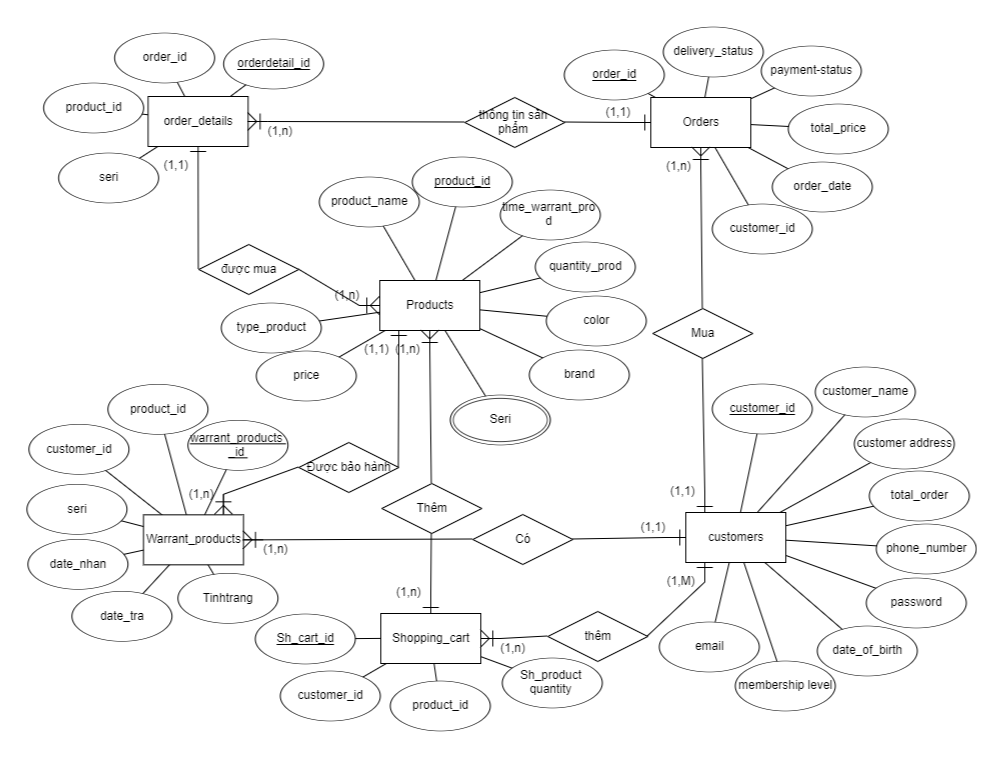 order_id
orderdetail_id
product_id
order_details
seri
(1,n)
(1,1)
thông tin sản
phẩm
(1,1)
order_id
delivery_status
payment-status
Orders
total_price
order_date
customer_id
(1,n)
product_name
product_id
time_warrant_pro
d
quantity_prod
color
brand
Seri
Products
type_product
price
được mua
(1,n)
(1,1)
(1,n)
Mua
product_id
customer_id
warrant_products
_id
seri
date_nhan
date_tra
Tinhtrang
Warrant_products
(1,n)
(1,n)
Được bảo hành
Thêm
Có
(1,1)
(1,1)
customer_id
customer_name
customer address
total_order
phone_number
password
date_of_birth
membership level
email
customers
(1,M)
thêm
(1,n)
(1,n)
Sh_cart_id
Shopping_cart
customer_id
product_id
Sh_product
quantity